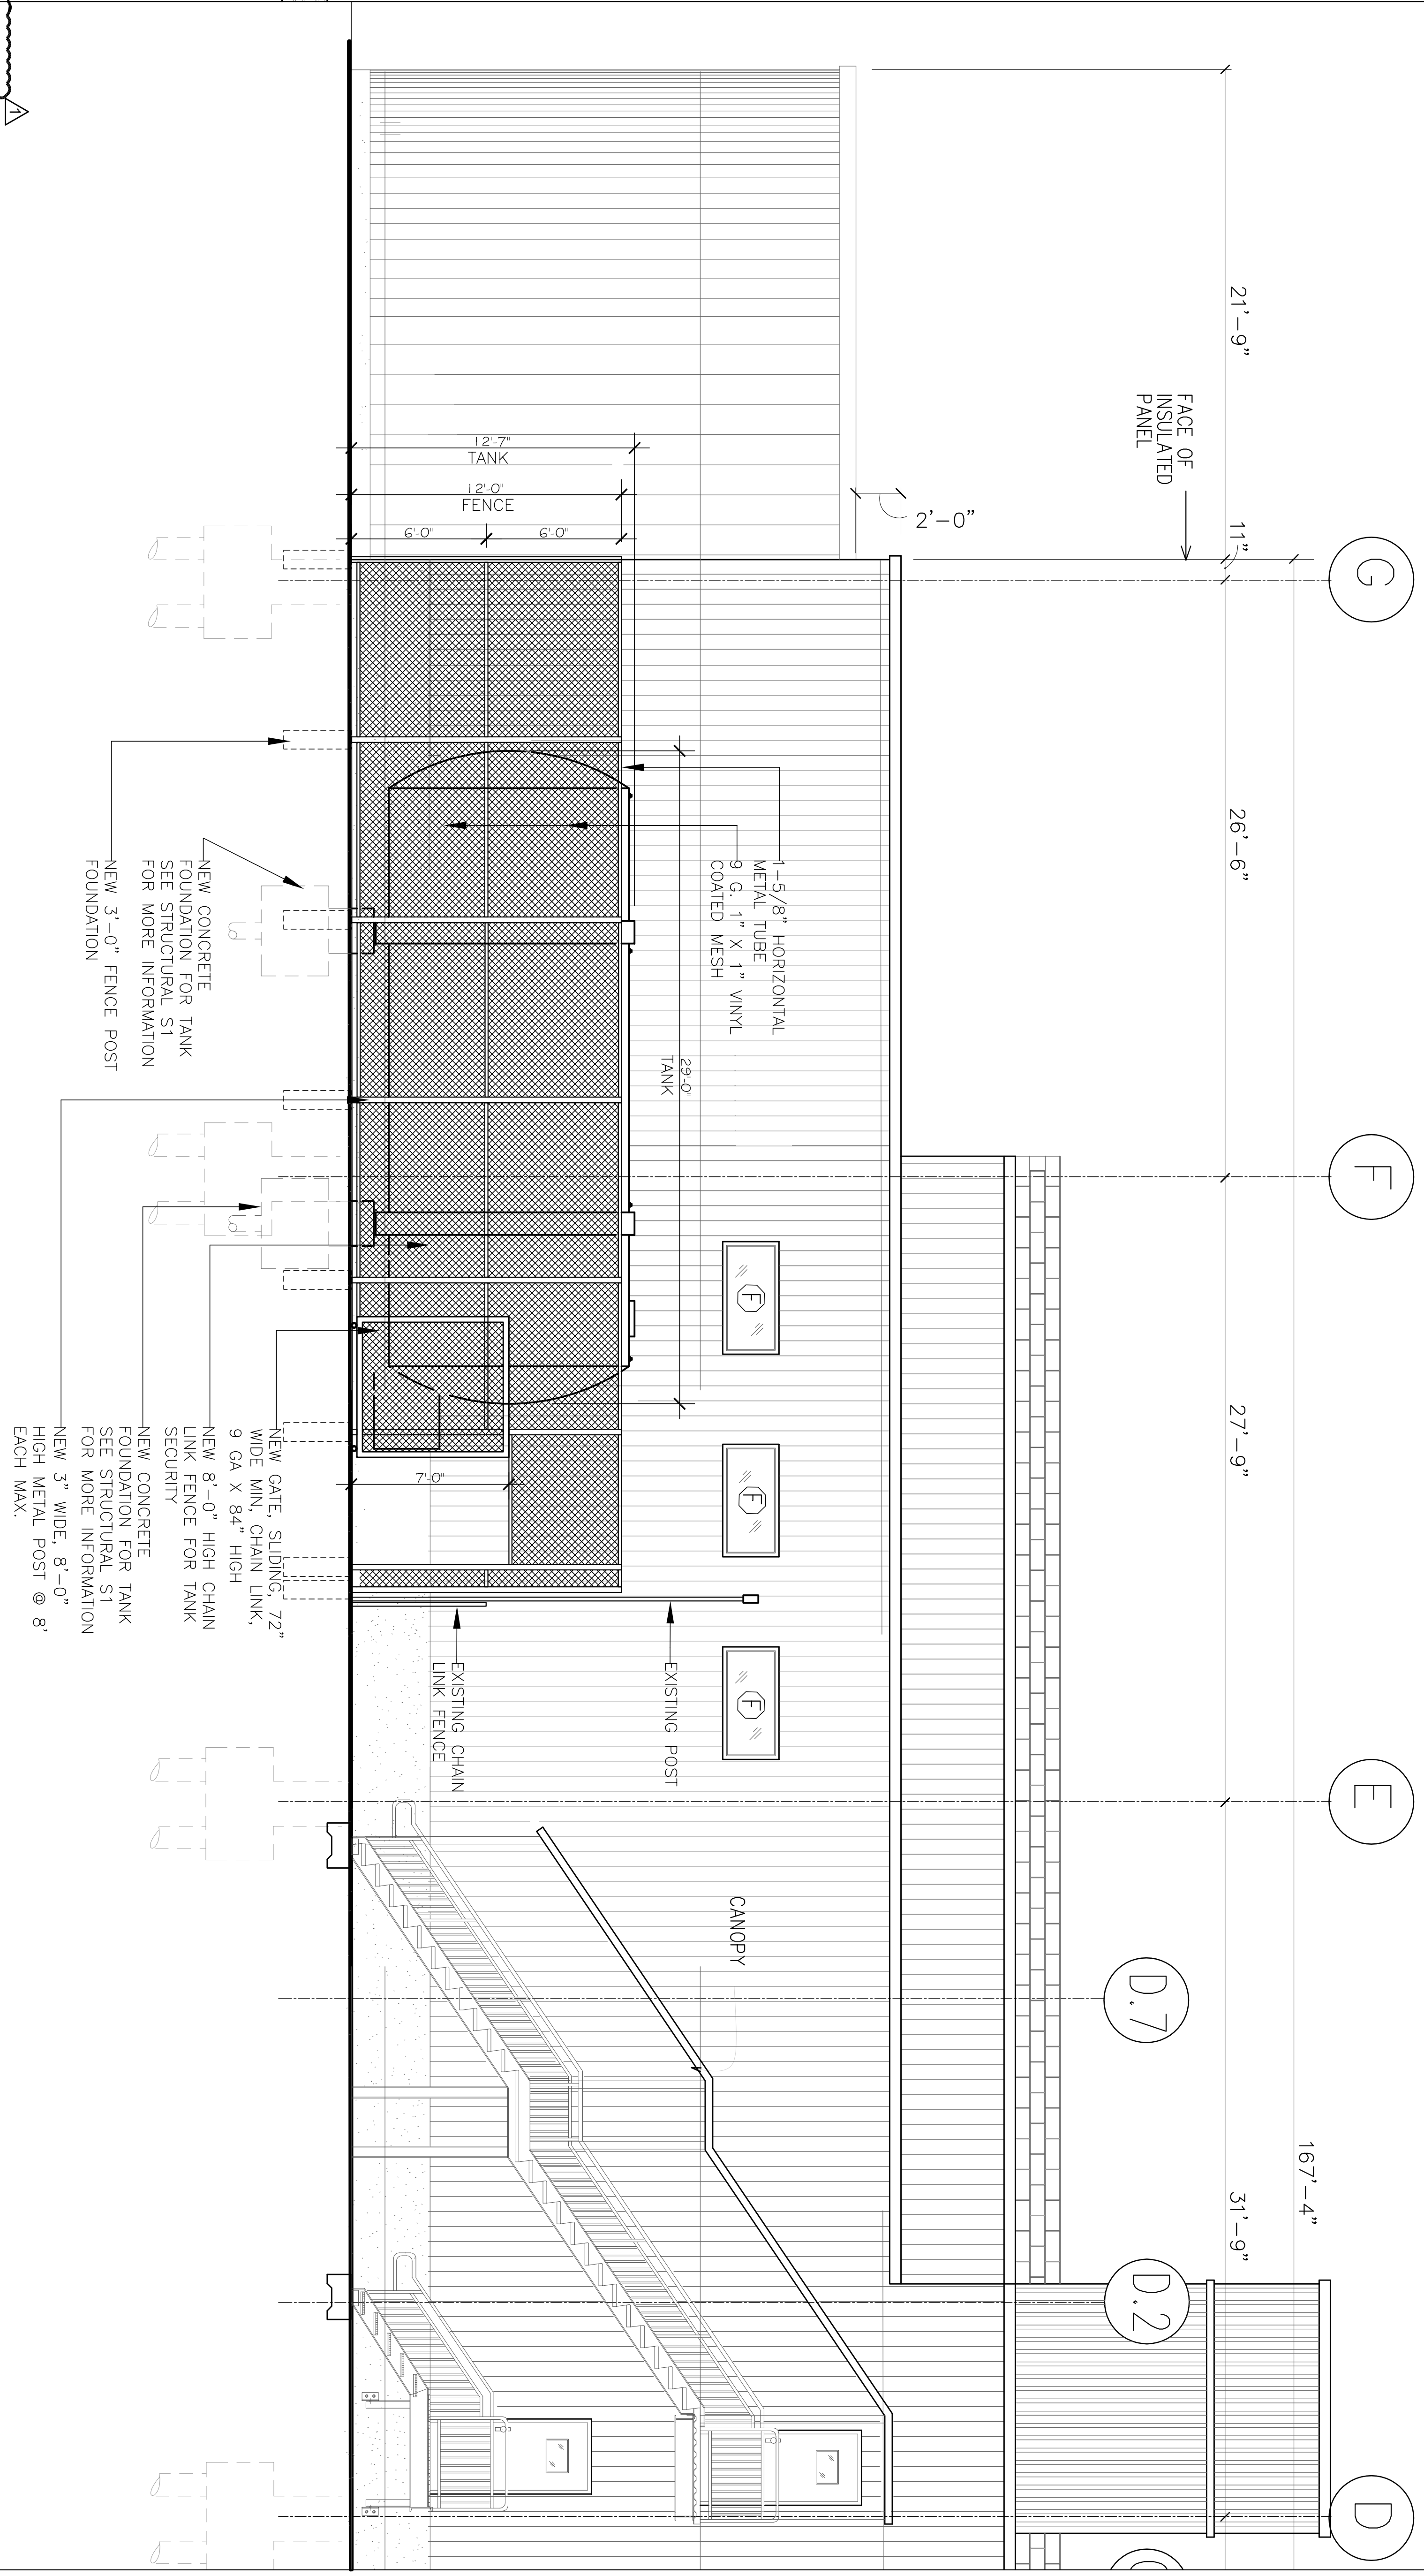 G
F
E
D.7
D.2
D
21'-9"
11"
26'-6"
27'-9"
31'-9"
167'-4"
FACE OF
INSULATED
PANEL
2'-0"
12'-7"
TANK
12'-0"
FENCE
6'-0"
6'-0"
1-5/8" HORIZONTAL
METAL TUBE
9 G. 1" X 1" VINYL
COATED MESH
29'-0"
TANK
F
F
F
7'-0"
EXISTING POST
EXISTING CHAIN
LINK FENCE
CANOPY
NEW CONCRETE
FOUNDATION FOR TANK
SEE STRUCTURAL S1
FOR MORE INFORMATION
NEW 3'-0" FENCE POST
FOUNDATION
NEW GATE, SLIDING, 72"
WIDE MIN, CHAIN LINK,
9 GA X 84" HIGH
NEW 8'-0" HIGH CHAIN
LINK FENCE FOR TANK
SECURITY
NEW CONCRETE
FOUNDATION FOR TANK
SEE STRUCTURAL S1
FOR MORE INFORMATION
NEW 3" WIDE, 8'-0"
HIGH METAL POST @ 8'
EACH MAX.
1